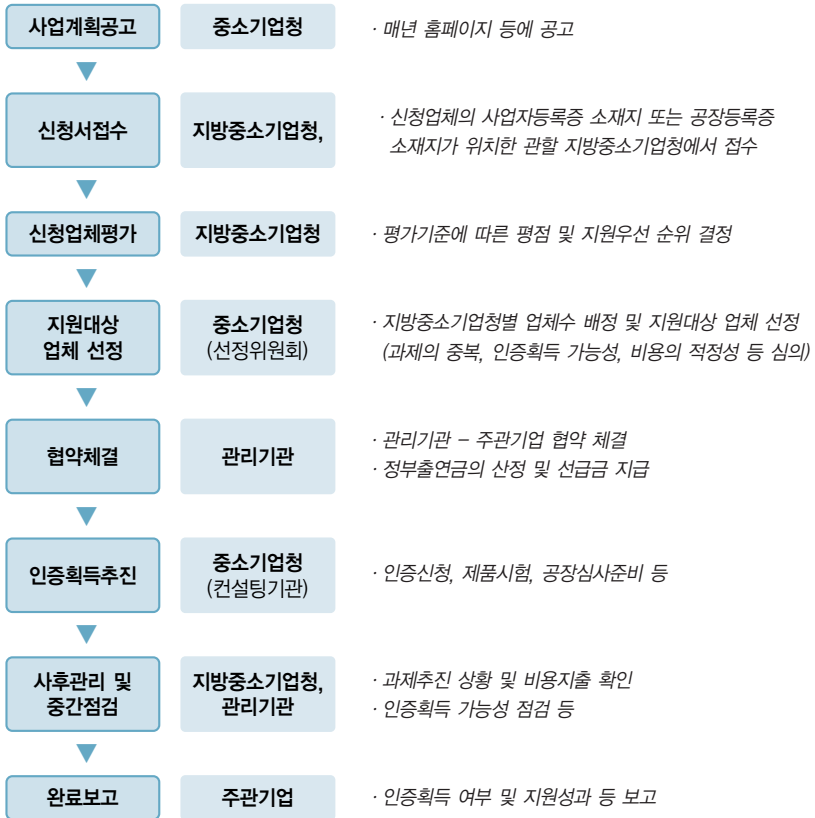 사업계획공고
중소기업청
· 매년 홈페이지 등에 공고
신청서접수
지방중소기업청,
· 신청업체의 사업자등록증 소재지 또는 공장등록증
소재지가 위치한 관할 지방중소기업청에서 접수
신청업체평가
지방중소기업청
· 평가기준에 따른 평점 및 지원우선 순위 결정
지원대상
업체 선정
중소기업청
(선정위원회)
· 지방중소기업청별 업체수 배정 및 지원대상 업체 선정
(과제의 중복, 인증획득 가능성, 비용의 적정성 등 심의)
협약체결
관리기관
· 관리기관 – 주관기업 협약 체결
· 정부출연금의 산정 및 선급금 지급
인증획득추진
중소기업청
(컨설팅기관)
· 인증신청, 제품시험, 공장심사준비 등
사후관리 및
중간점검
지방중소기업청,
관리기관
· 과제추진 상황 및 비용지출 확인
· 인증획득 가능성 점검 등
완료보고
주관기업
· 인증획득 여부 및 지원성과 등 보고